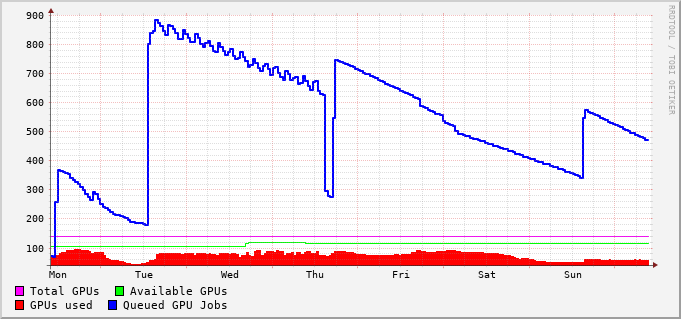 900
800
700
600
500
400
300
200
100
Mon Tue Wed Thu Fri Sat Sun
RRDTOOL / TOBI OETIKER
Total GPUs Available GPUs
GPUs used Queued GPU Jobs